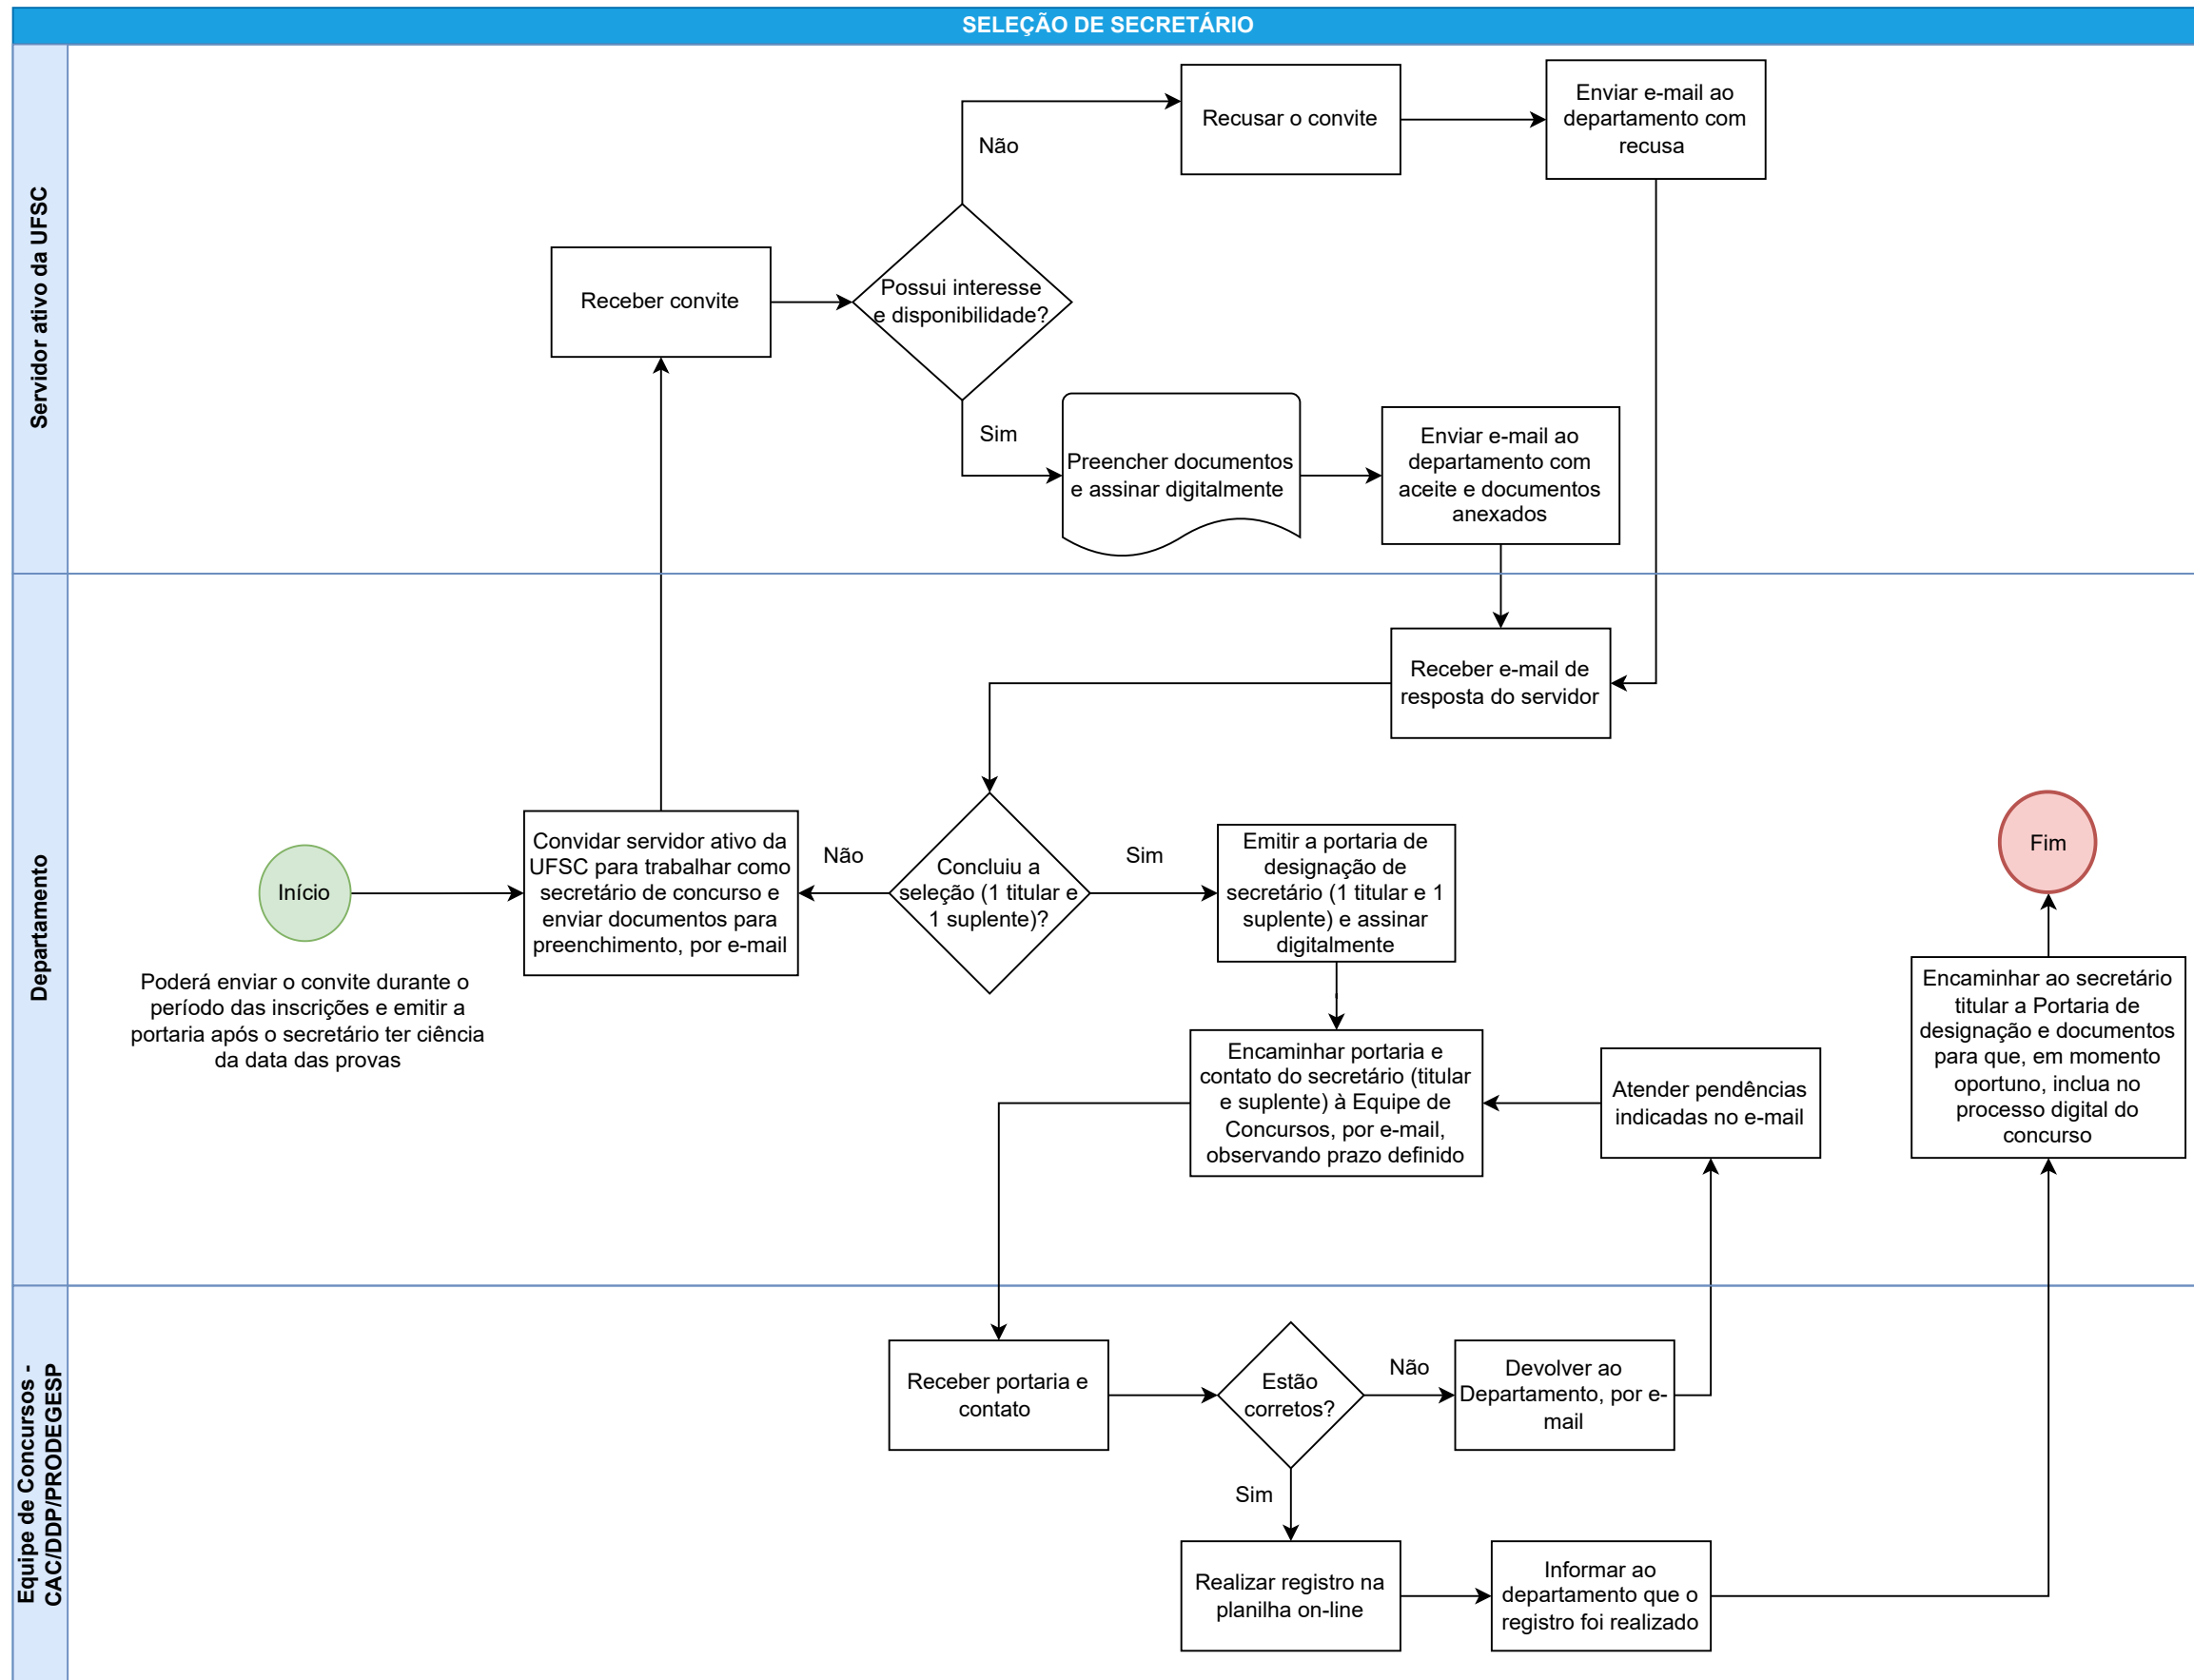 SELEÇÃO DE SECRETÁRIO
Servidor ativo da UFSC
Recusar o convite
Enviar e-mail ao
departamento com
recusa
Não
Receber convite
Possui interesse
e disponibilidade?
Sim
Preencher documentos
e assinar digitalmente
Enviar e-mail ao
departamento com
aceite e documentos
anexados
Departamento
Receber e-mail de
resposta do servidor
Início
Poderá enviar o convite durante o
período das inscrições e emitir a
portaria após o secretário ter ciência
da data das provas
Convidar servidor ativo da
UFSC para trabalhar como
secretário de concurso e
enviar documentos para
preenchimento, por e-mail
Não
Concluiu a
seleção (1 titular e
1 suplente)?
Sim
Emitir a portaria de
designação de
secretário (1 titular e 1
suplente) e assinar
digitalmente
Fim
Encaminhar portaria e
contato do secretário (titular
e suplente) à Equipe de
Concursos, por e-mail,
observando prazo definido
Atender pendências
indicadas no e-mail
Encaminhar ao secretário
titular a Portaria de
designação e documentos
para que, em momento
oportuno, inclua no
processo digital do
concurso
Equipe de Concursos -
CAC/DDP/PRODEGESP
Receber portaria e
contato
Estão
corretos?
Não
Devolver ao
Departamento, por e-
mail
Sim
Realizar registro na
planilha on-line
Informar ao
departamento que o
registro foi realizado